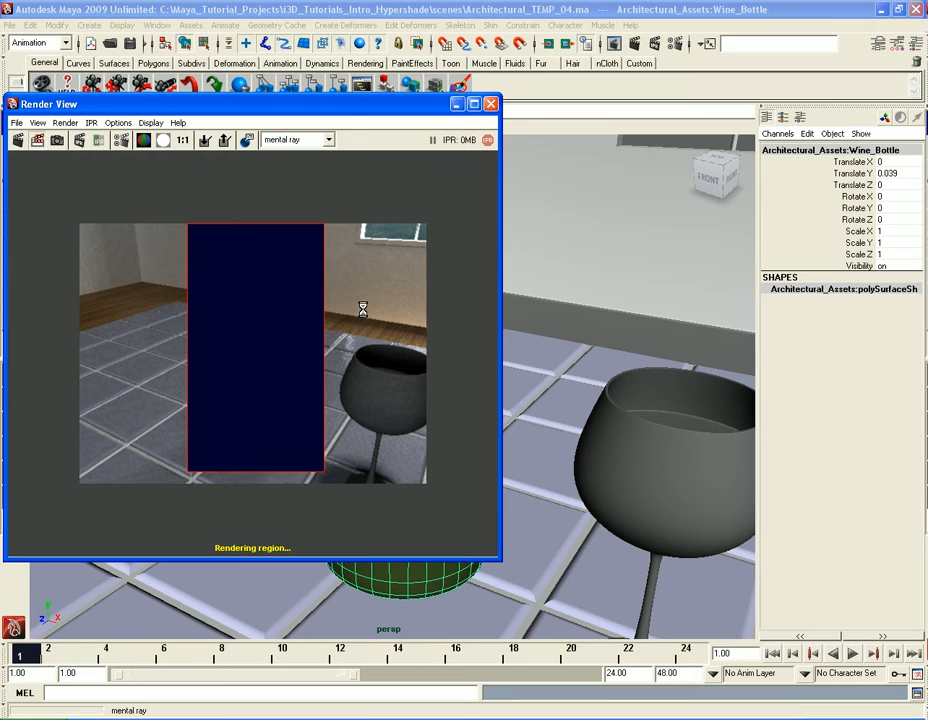 Autodesk Maya 2009 Unlimited: C:\Maya_Tutorial_Projects\i3D_Tutorials_Intro_Hypershade\scenes\Architectural_TEMP_04.ma --- Architectural_Assets:Wine_Bottle
File Edit Modify Create Display Window Assets Animate Geometry Cache Create Deformers Edit Deformers Skeleton Skin Constrain Character Muscle Help
Animation
General Curves Surfaces Polygons Subdivs Deformation Animation Dynamics Rendering PaintEffects Toon Muscle Fluids Fur Hair nCloth Custom
Render View
File View Render IPR Options Display Help
1:1 mental ray IPR: 0MB
Rendering region...
FRONT
persp
Channels Edit Object Show
Architectural_Assets:Wine_Bottle
Translate X 0
Translate Y 0.039
Translate Z 0
Rotate X 0
Rotate Y 0
Rotate Z 0
Scale X 1
Scale Y 1
Scale Z 1
Visibility on
SHAPES
Architectural_Assets:polySurfaceSh
y
z x
<< >>
1 2 4 6 8 10 12 14 16 18 20 22 24 1.00
1.00 1.00 24.00 48.00 No Anim Layer No Character Set
MEL
mental ray